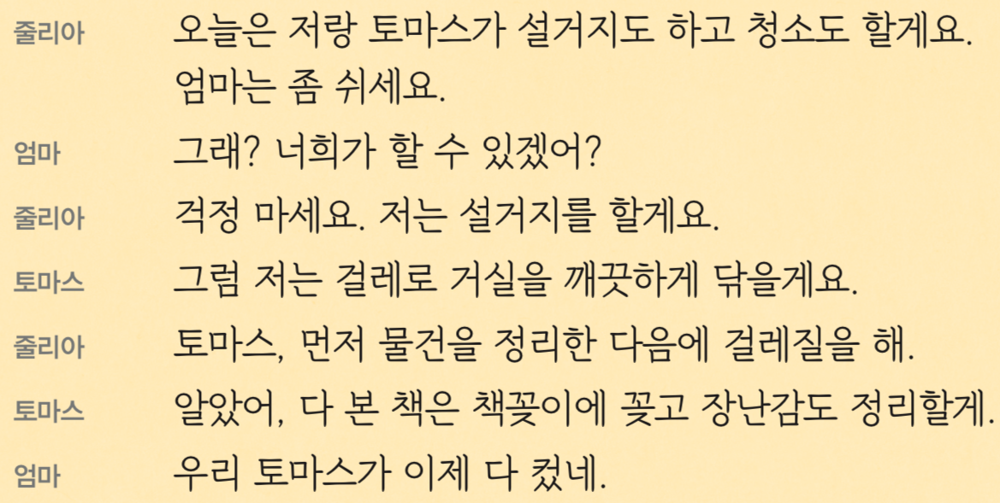 줄리아 오늘은 저랑 토마스가 설거지도 하고 청소도 할게요.
엄마는 좀 쉬세요.
엄마 그래? 너희가 할 수 있겠어?
줄리아 걱정 마세요. 저는 설거지를 할게요.
토마스 그럼 저는 걸레로 거실을 깨끗하게 닦을게요.
줄리아 토마스, 먼저 물건을 정리한 다음에 걸레질을 해.
토마스 알았어, 다 본 책은 책꽂이에 꽂고 장난감도 정리할게.
엄마 우리 토마스가 이제 다 컸네.